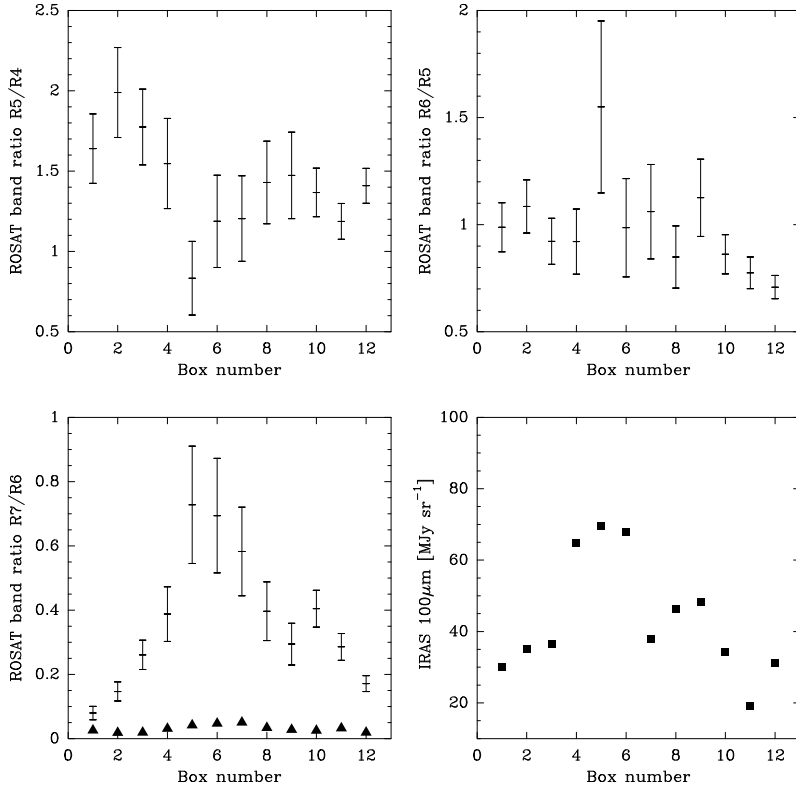 2.5
2
1.5
1
0.5
ROSAT band ratio R5/R4
0 2 4 6 8 10 12
Box number
2
1.5
1
0.5
ROSAT band ratio R6/R5
0 2 4 6 8 10 12
Box number
1
0.8
0.6
0.4
0.2
0
ROSAT band ratio R7/R6
0 2 4 6 8 10 12
Box number
100
80
60
40
20
IRAS 100μm [MJy sr⁻¹]
0 2 4 6 8 10 12
Box number